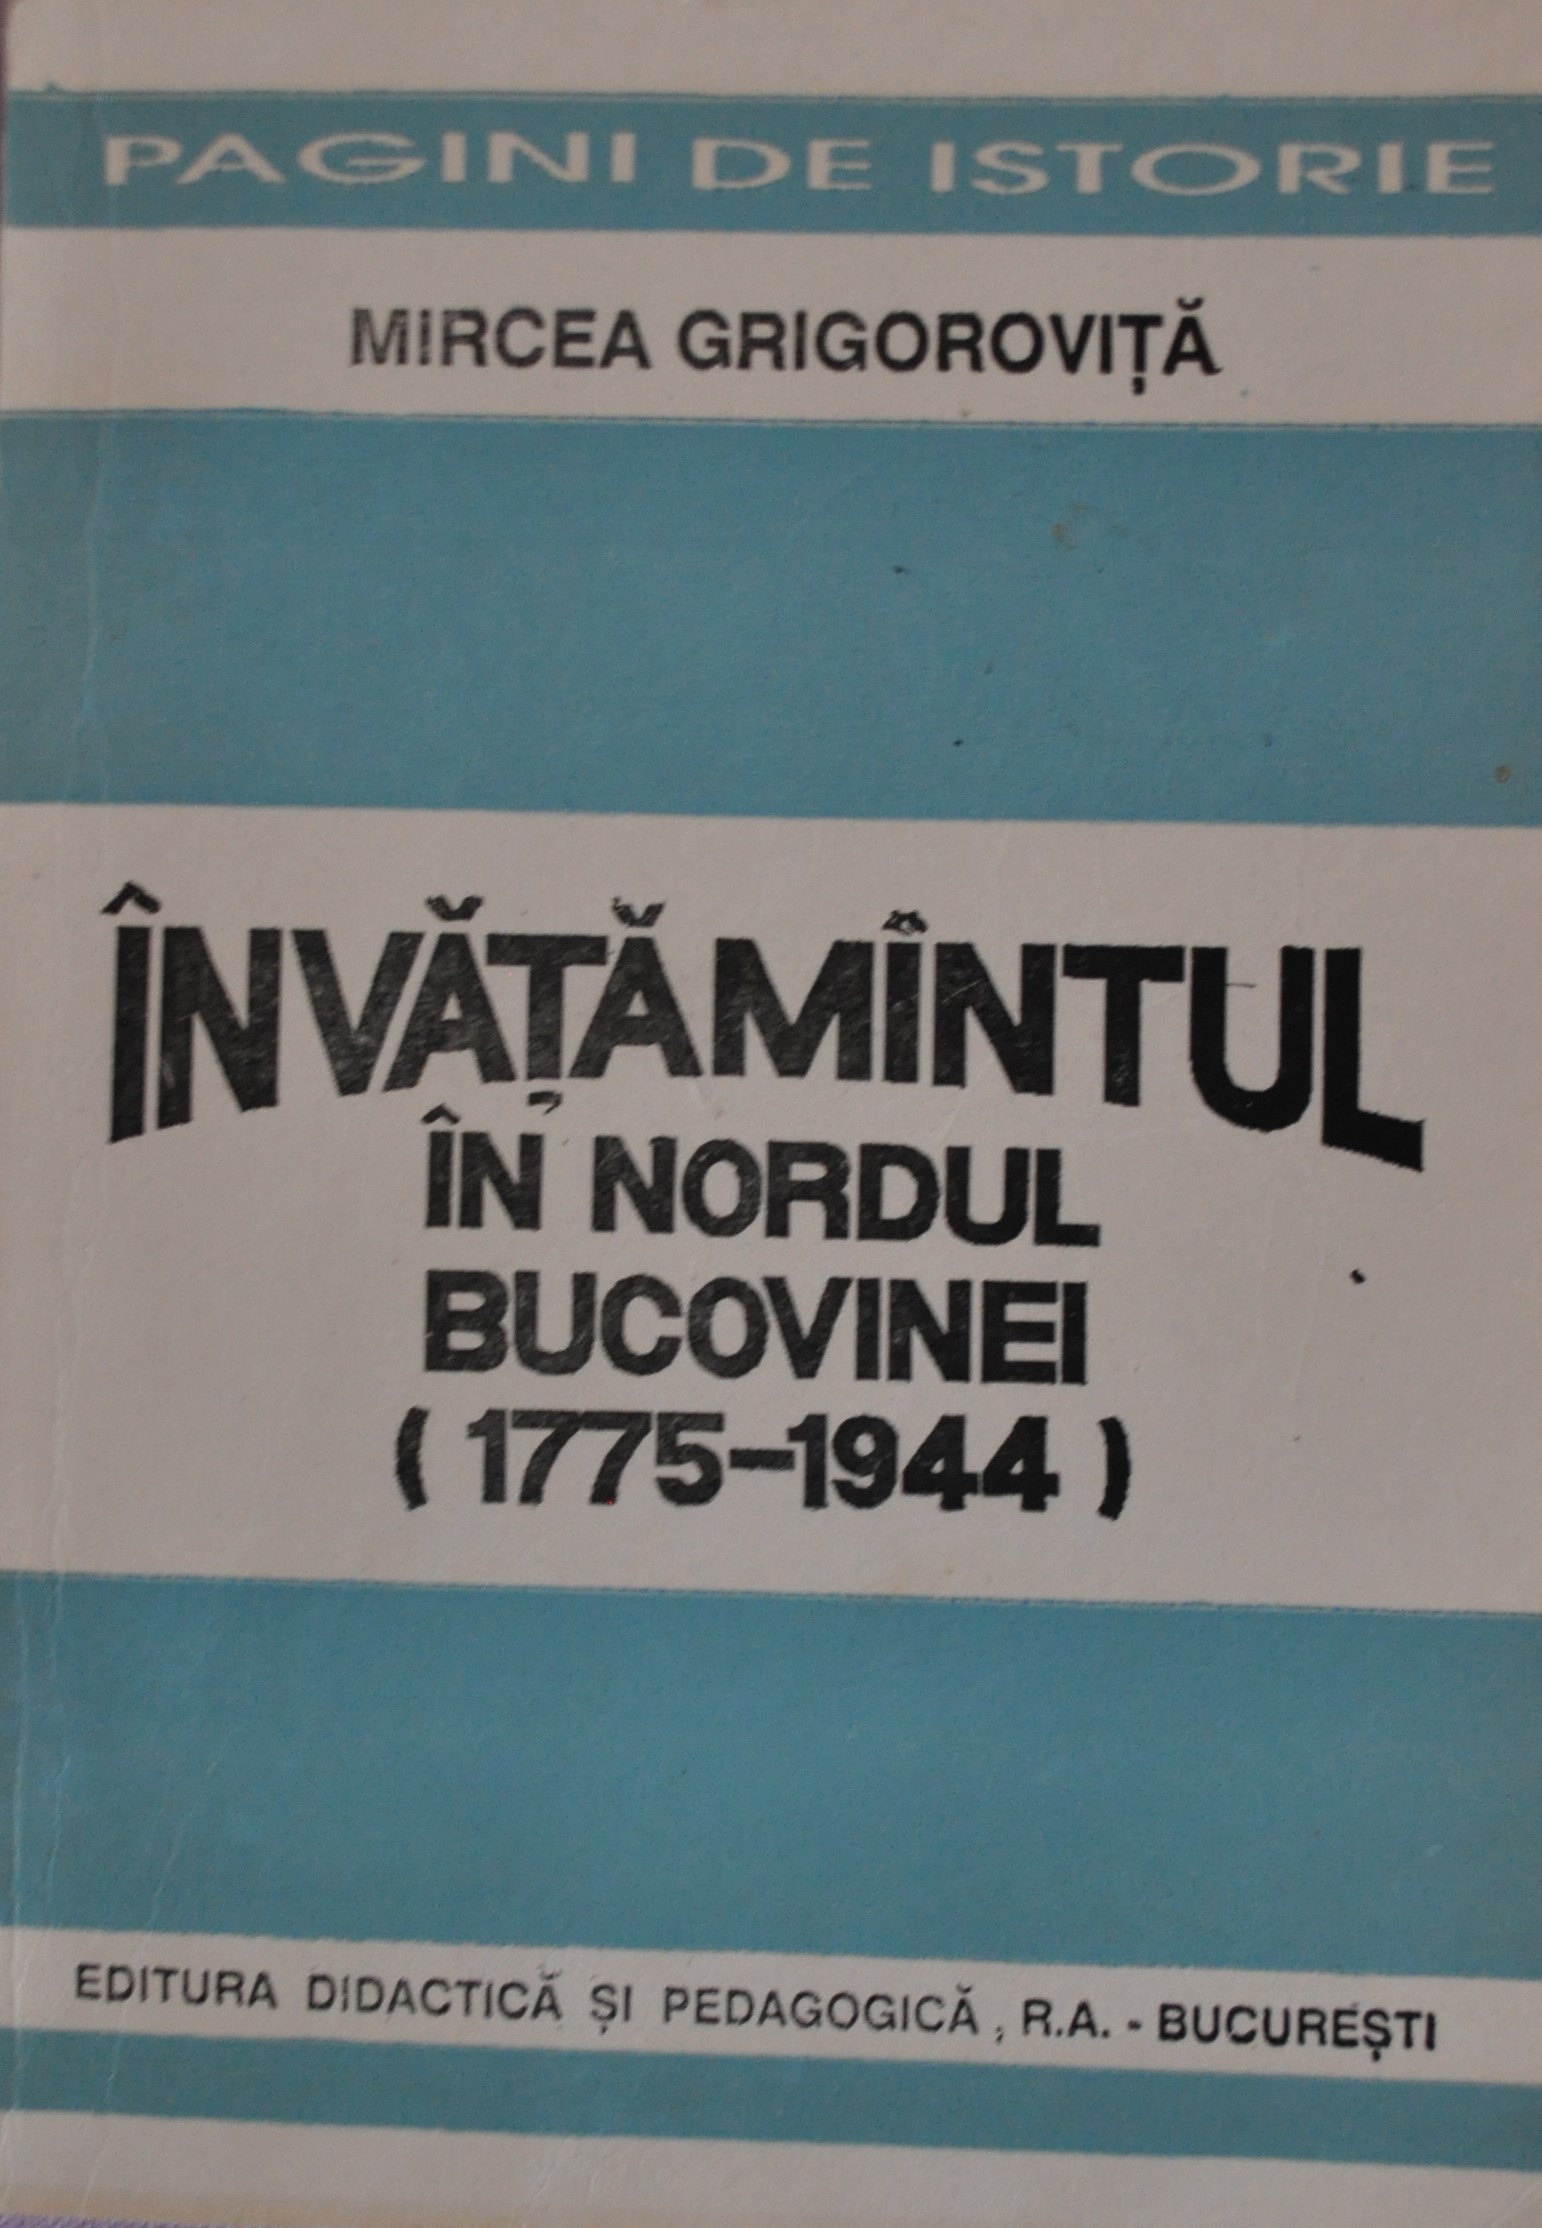 PAGINI DE ISTORIE
MIRCEA GRIGOROVIȚĂ
ÎNVĂȚĂMÎNTUL
ÎN NORDUL
BUCOVINEI
( 1775-1944 )
EDITURA DIDACTICĂ ȘI PEDAGOGICĂ, R.A. - BUCUREȘTI